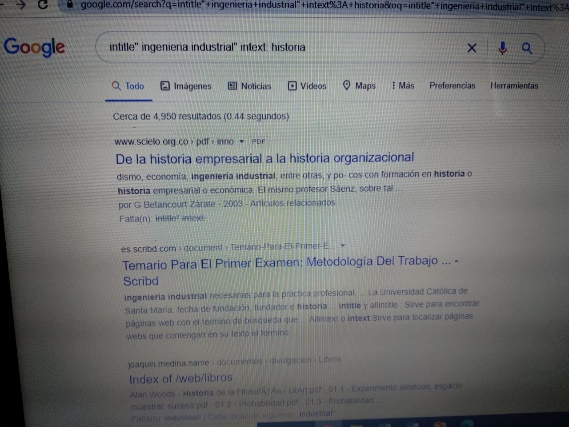 google.com/search?q=intitle"+ingenieria+industrial"+intext%3A+historia&oq=intitle"+ingenieria+industrial"+intext%3A
Google
intitle" ingenieria industrial" intext: historia
Todo Imágenes Noticias Videos Maps Más Preferencias Herramientas
Cerca de 4,950 resultados (0.44 segundos)
www.scielo.org.co › pdf › inno PDF
De la historia empresarial a la historia organizacional
dismo, economía, ingeniería industrial, entre otras, y po- cos con formación en historia o
historia empresarial o económica. El mismo profesor Sáenz, sobre tal ...
por G Betancourt Zárate - 2003 - Artículos relacionados
Falta(n): intitle" intext:
es.scribd.com › document › Temario-Para-El-Primer-E...
Temario Para El Primer Examen: Metodología Del Trabajo ... -
Scribd
ingeniería industrial necesarias para la práctica profesional. ... La Universidad Católica de
Santa María, fecha de fundación, fundador e historia. ... intitle y allintitle : Sirve para encontrar
páginas web con el termino de búsqueda que ... Allintext o intext:Sirve para localizar páginas
webs que contengan en su texto el termino
joaquin.medina.name › documentos › divulgacion › Libros
Index of /web/libros
Alan Woods - Historia de la - LibrA1.pdf · 01.1 - Experimento aleatorio, espacio
muestral, suceso.pdf · 01.2 - Probabilidad.pdf · 01.3 - Probabilidad
industrial"